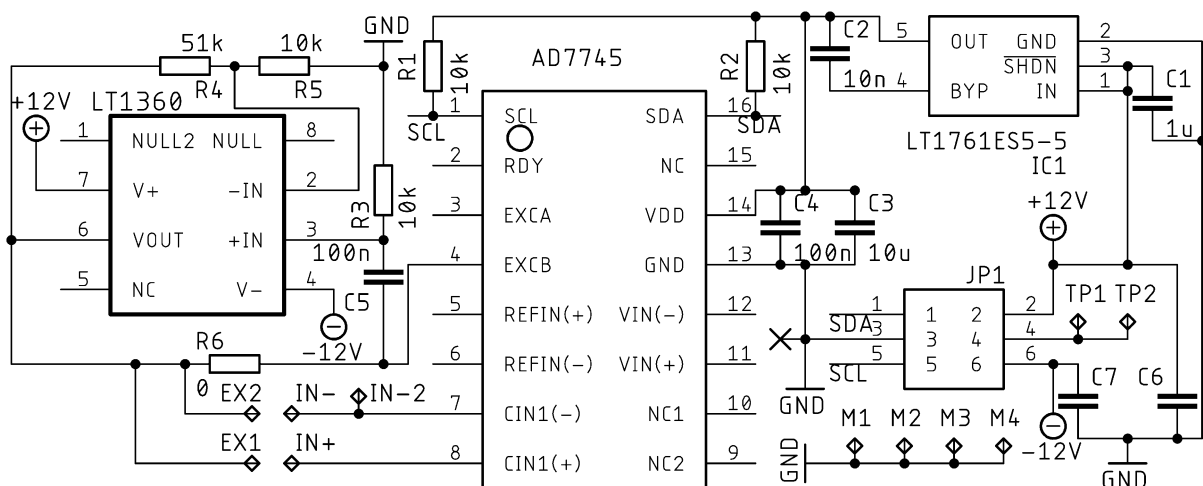 51k
10k
GND
R4
R5
+12V
LT1360
1
NULL2
NULL
8
7
V+
-IN
2
6
VOUT
+IN
3
5
NC
V-
4
R3
10k
100n
C5
-12V
R6
0
EX2
IN-
IN-2
EX1
IN+
R1
10k
SCL
AD7745
1
SCL
SDA
16
2
RDY
NC
15
3
EXCA
VDD
14
4
EXCB
GND
13
5
REFIN(+)
VIN(-)
12
6
REFIN(-)
VIN(+)
11
7
CIN1(-)
NC1
10
8
CIN1(+)
NC2
9
R2
10k
SDA
C2
10n
5
OUT
GND
2
SHDN
3
4
BYP
IN
1
C1
1u
LT1761ES5-5
IC1
+12V
C4
100n
C3
10u
JP1
TP1
TP2
1
1
2
2
SDA
3
3
4
4
SCL
5
5
6
6
GND
C7
C6
-12V
M1
M2
M3
M4
GND
GND